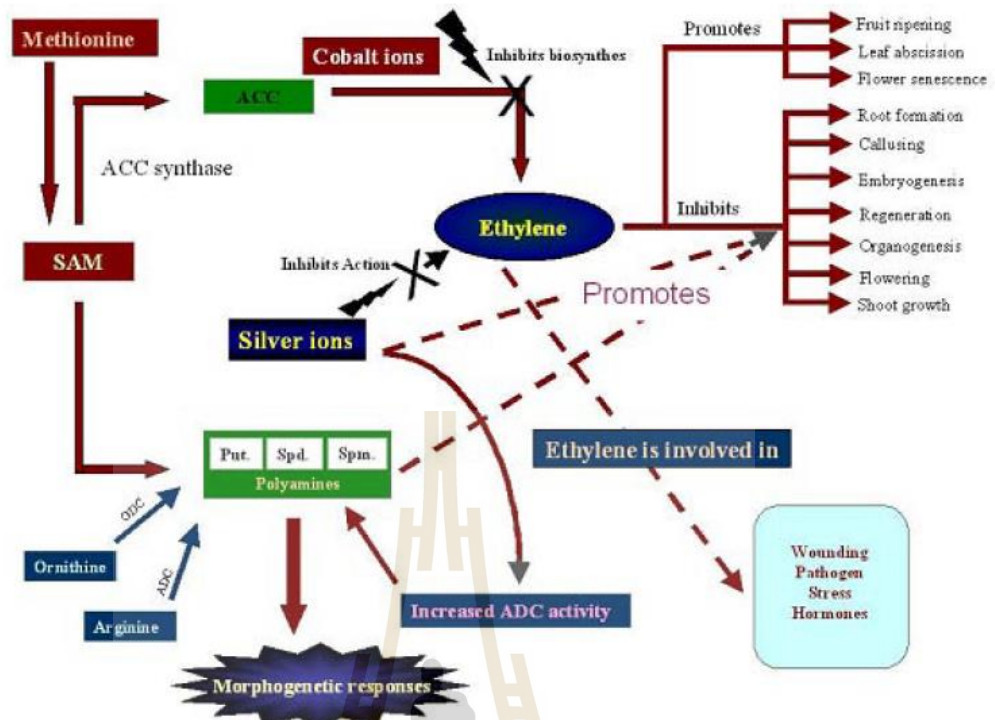 Methionine
Cobalt ions
Inhibits biosynthes
ACC
ACC synthase
SAM
Promotes
Fruit ripening
Leaf abscission
Flower senescence
Root formation
Callusing
Embryogenesis
Regeneration
Organogenesis
Flowering
Shoot growth
Inhibits
Ethylene
Inhibits Action
Silver ions
Promotes
Put. Spd. Spm.
Polyamines
Ethylene is involved in
ODC
Ornithine
ADC
Arginine
Increased ADC activity
Wounding
Pathogen
Stress
Hormones
Morphogenetic responses